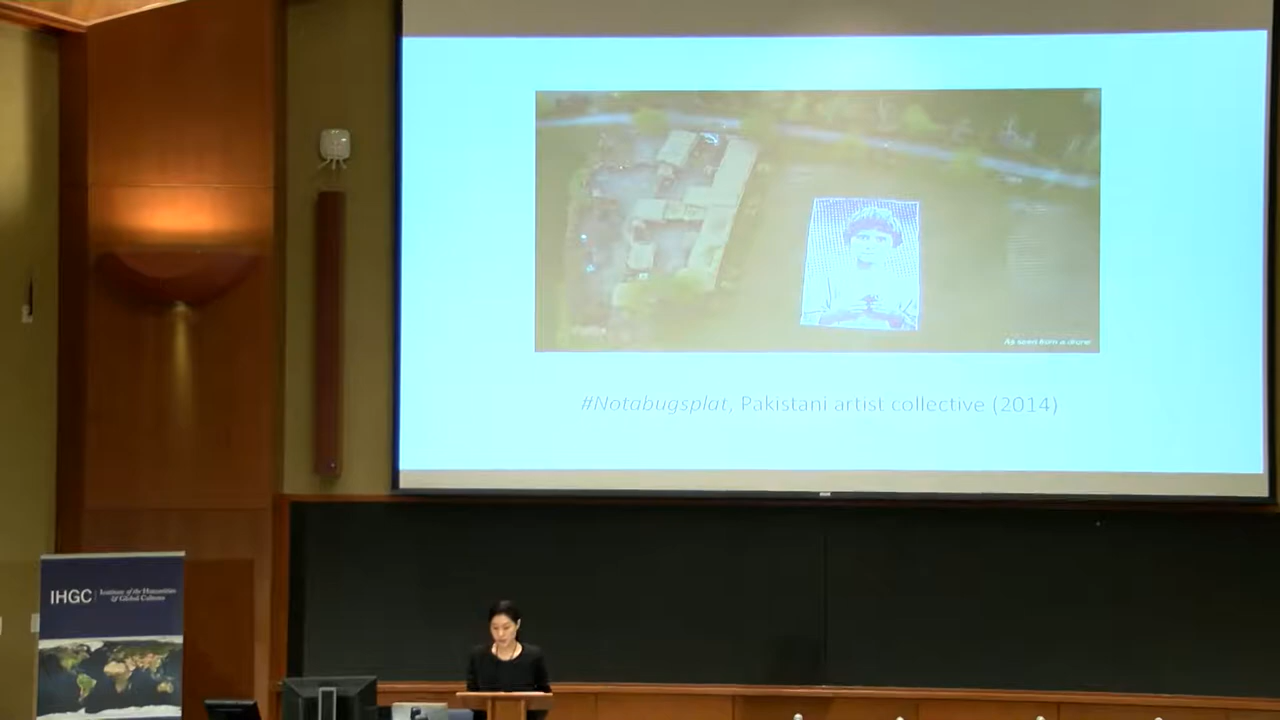 As seen from a drone
#Notabugsplat, Pakistani artist collective (2014)
IHGC
Institute of the Humanities
& Global Cultures